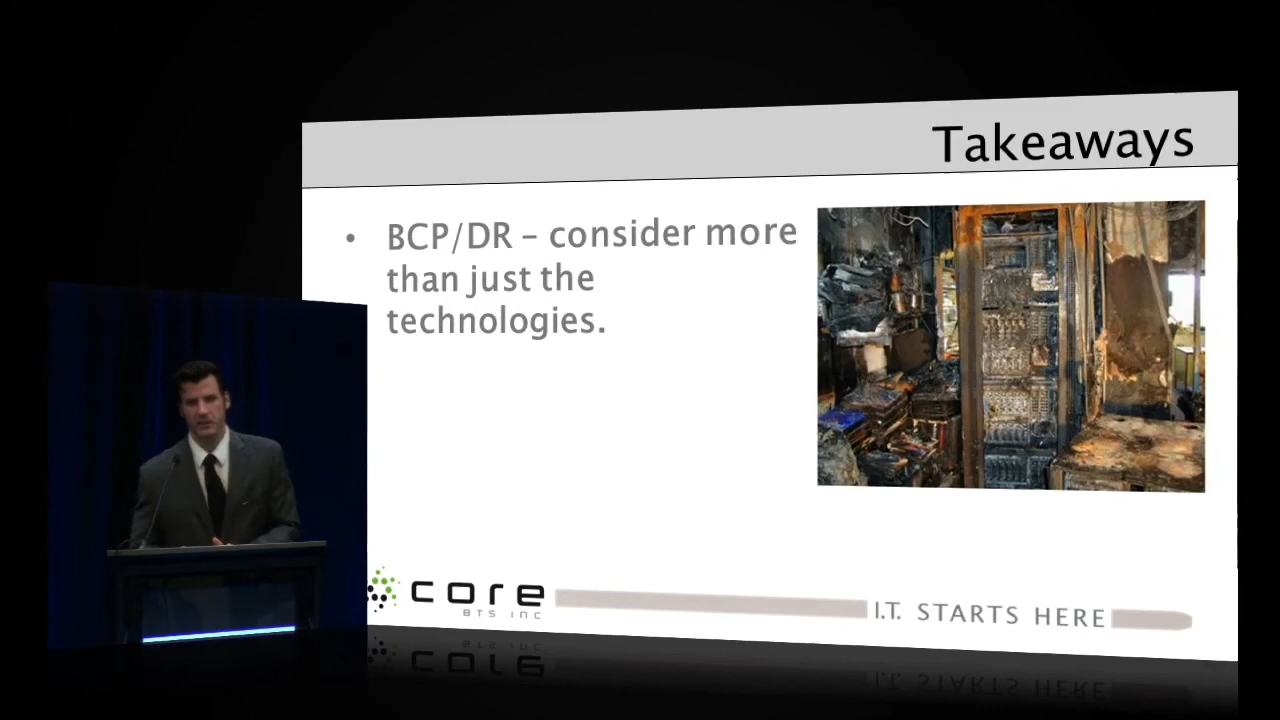 Takeaways
• BCP/DR – consider more
than just the
technologies.
core
BTS INC
I.T. STARTS HERE